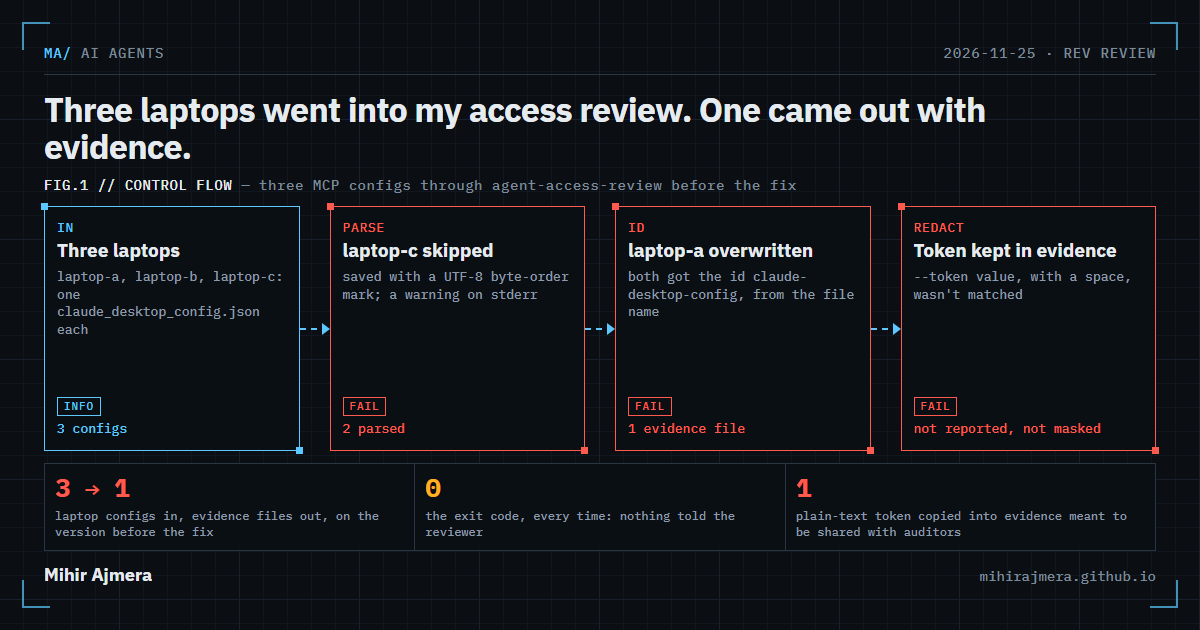 MA/ AI AGENTS
2026-11-25 · REV REVIEW
Three laptops went into my access review. One came out with
evidence.
FIG.1 // CONTROL FLOW — three MCP configs through agent-access-review before the fix
IN
Three laptops
laptop-a, laptop-b, laptop-c:
one
claude_desktop_config.json
each
INFO
3 configs
PARSE
laptop-c skipped
saved with a UTF-8 byte-order
mark; a warning on stderr
FAIL
2 parsed
ID
laptop-a overwritten
both got the id claude-
desktop-config, from the file
name
FAIL
1 evidence file
REDACT
Token kept in evidence
--token value, with a space,
wasn't matched
FAIL
not reported, not masked
3 → 1
laptop configs in, evidence files out, on the
version before the fix
0
the exit code, every time: nothing told the
reviewer
1
plain-text token copied into evidence meant to
be shared with auditors
Mihir Ajmera
mihirajmera.github.io